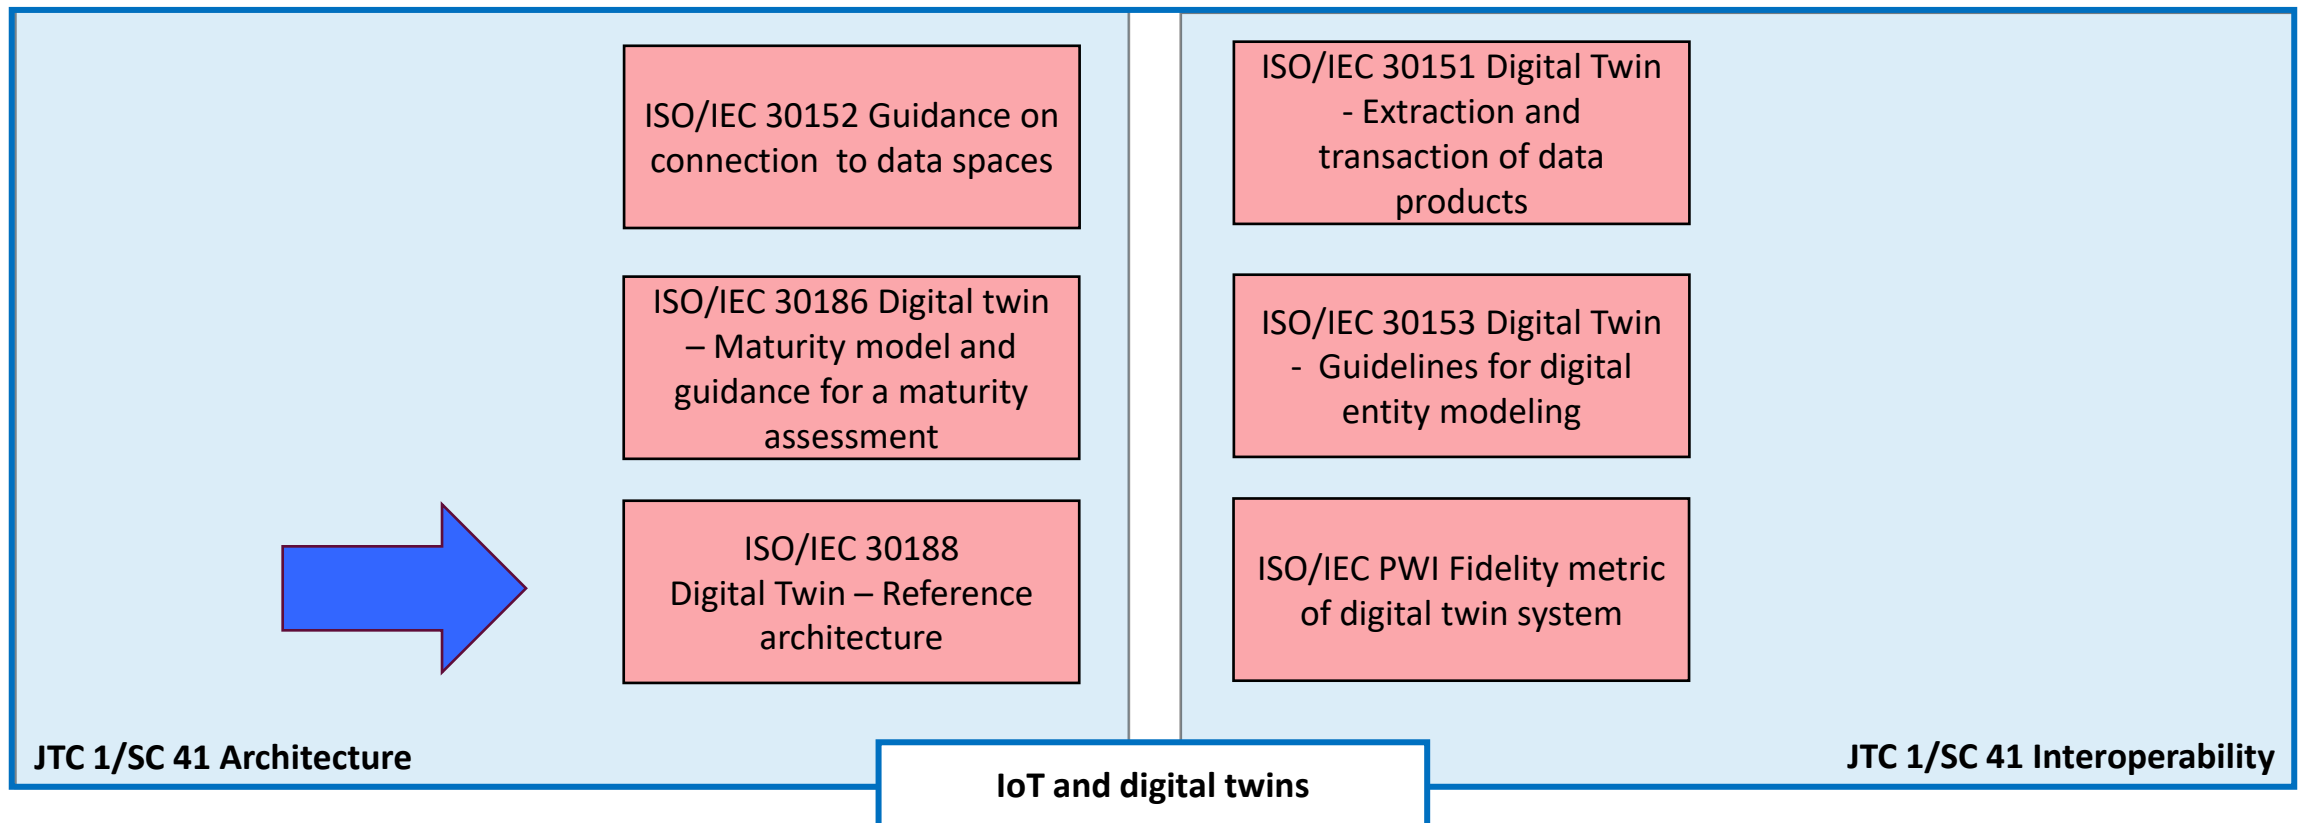 ISO/IEC 30152 Guidance on
connection  to data spaces
ISO/IEC 30186 Digital twin
– Maturity model and
guidance for a maturity
assessment
ISO/IEC 30188
Digital Twin – Reference
architecture
JTC 1/SC 41 Architecture
ISO/IEC 30151 Digital Twin
- Extraction and
transaction of data
products
ISO/IEC 30153 Digital Twin
-  Guidelines for digital
entity modeling
ISO/IEC PWI Fidelity metric
of digital twin system
JTC 1/SC 41 Interoperability
IoT and digital twins